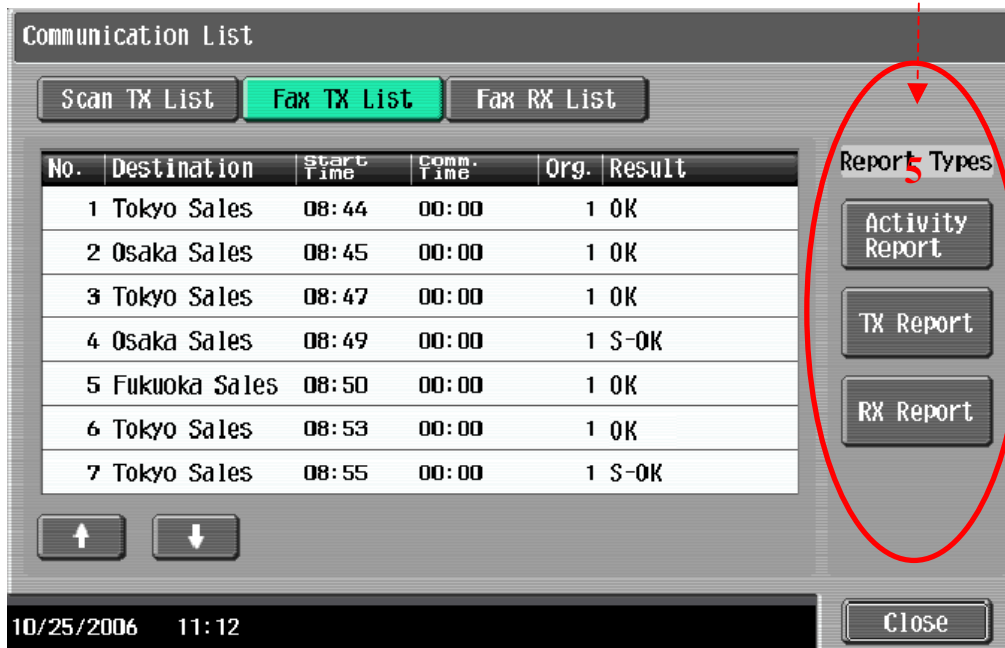 Communication List
Scan TX List Fax TX List Fax RX List
No. Destination Start Time Comm. Time Org. Result
1 Tokyo Sales 08:44 00:00 1 OK
2 Osaka Sales 08:45 00:00 1 OK
3 Tokyo Sales 08:47 00:00 1 OK
4 Osaka Sales 08:49 00:00 1 S-OK
5 Fukuoka Sales 08:50 00:00 1 OK
6 Tokyo Sales 08:53 00:00 1 OK
7 Tokyo Sales 08:55 00:00 1 S-OK
Report Types
5
Activity
Report
TX Report
RX Report
10/25/2006 11:12
Close